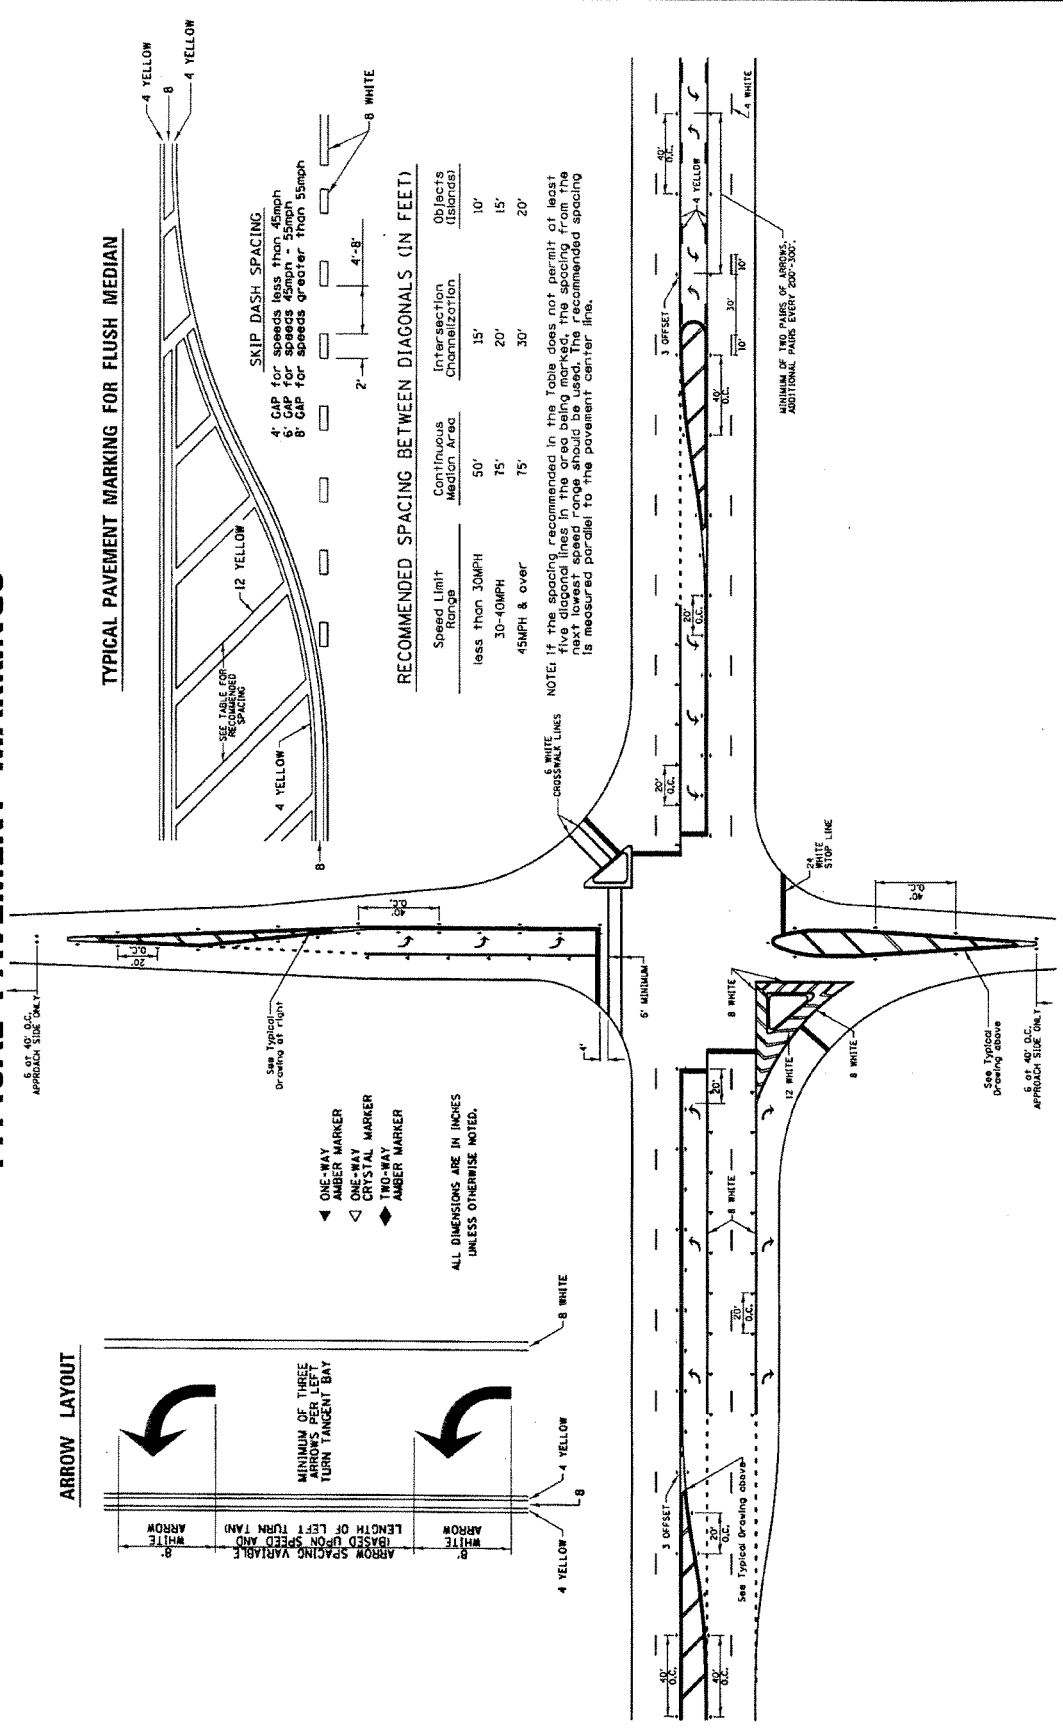 TYPICAL PAVEMENT MARKING FOR FLUSH MEDIAN
4 YELLOW
8
4 YELLOW
12 YELLOW
SEE TABLE FOR
RECOMMENDED
SPACING
4 YELLOW
8
SKIP DASH SPACING
4' GAP for speeds less than 45mph
6' GAP for speeds 45mph - 55mph
8' GAP for speeds greater than 55mph
2'
4'-8'
8 WHITE
RECOMMENDED SPACING BETWEEN DIAGONALS (IN FEET)
Speed Limit Range
Continuous Median Area
Intersection Channelization
Objects (Islands)
less than 30MPH 50' 15' 10'
30-40MPH 75' 20' 15'
45MPH & over 75' 30' 20'
NOTE: If the spacing recommended in the Table does not permit at least
five diagonal lines in the area being marked, the spacing from the
next lowest speed range should be used. The recommended spacing
is measured parallel to the pavement center line.
ARROW LAYOUT
8'
WHITE
ARROW
ARROW SPACING VARIABLE
(BASED UPON SPEED AND
LENGTH OF LEFT TURN TAN)
8'
WHITE
ARROW
MINIMUM OF THREE
ARROWS PER LEFT
TURN TANGENT BAY
4 YELLOW
8
4 YELLOW
8 WHITE
ONE-WAY
AMBER MARKER
ONE-WAY
CRYSTAL MARKER
TWO-WAY
AMBER MARKER
ALL DIMENSIONS ARE IN INCHES
UNLESS OTHERWISE NOTED.
6 at 40' O.C.
APPROACH SIDE ONLY
20'
O.C.
See Typical
Drawing at right
40'
O.C.
4'
6' MINIMUM
6 WHITE
CROSSWALK LINES
20'
O.C.
20'
O.C.
3 OFFSET
40'
O.C.
10'
30'
10'
4 YELLOW
40'
O.C.
4 WHITE
MINIMUM OF TWO PAIRS OF ARROWS,
ADDITIONAL PAIRS EVERY 200'-300'.
24
WHITE
STOP LINE
40'
O.C.
8 WHITE
12 WHITE
8 WHITE
See Typical
Drawing above
6 at 40' O.C.
APPROACH SIDE ONLY
20'
8 WHITE
20'
O.C.
3 OFFSET
20'
O.C.
See Typical Drawing above
40'
O.C.
40'
O.C.